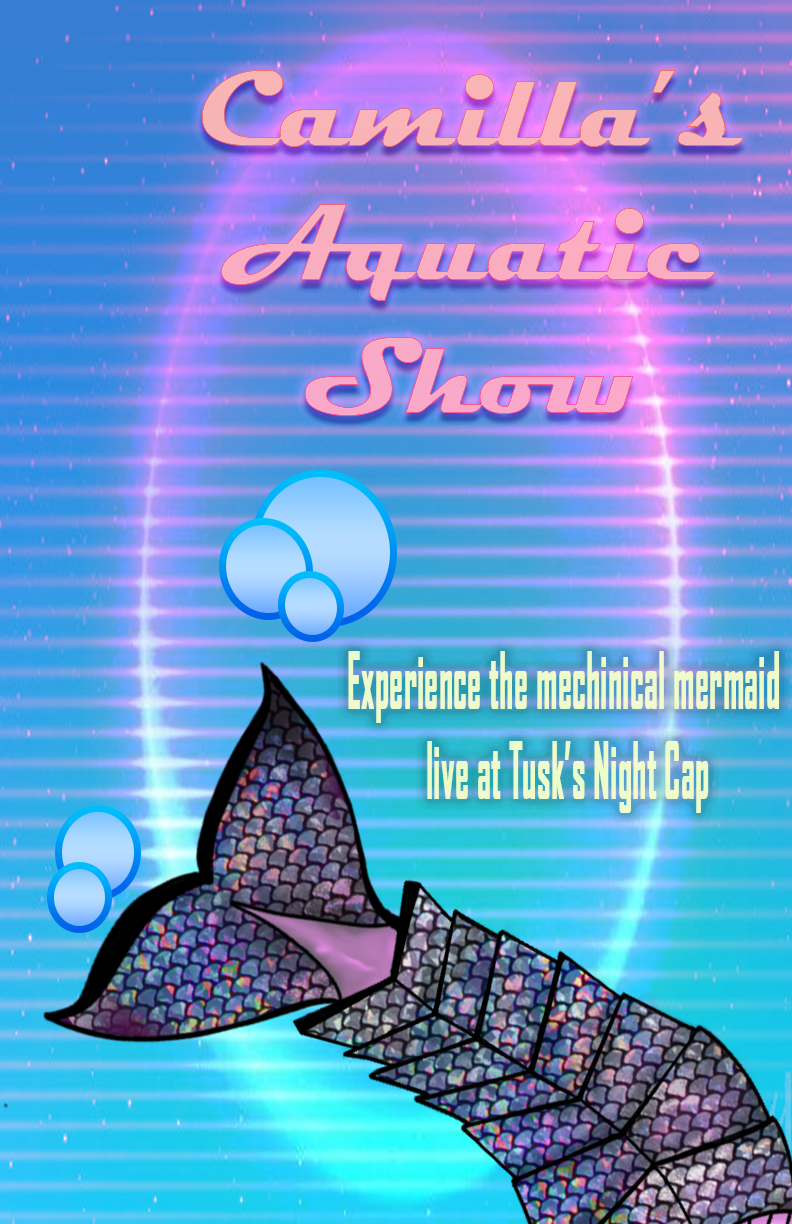 Camilla's
Aquatic
Show
Experience the mechinical mermaid
live at Tusk's Night Cap